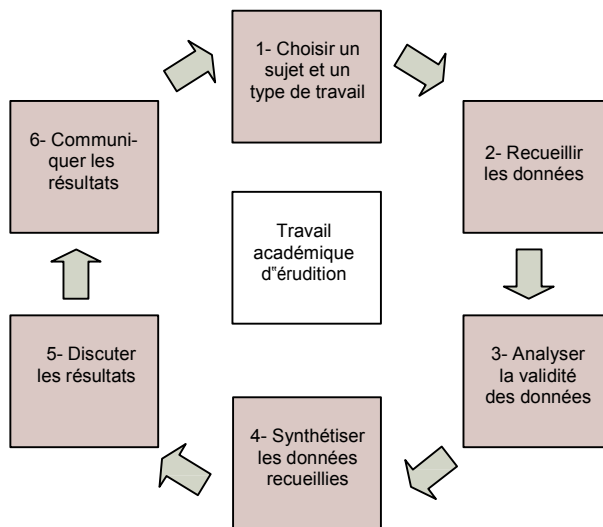 1- Choisir un
sujet et un
type de travail
2- Recueillir
les données
3- Analyser
la validité
des données
4- Synthétiser
les données
recueillies
5- Discuter
les résultats
6- Communi-
quer les
résultats
Travail
académique
d‟érudition